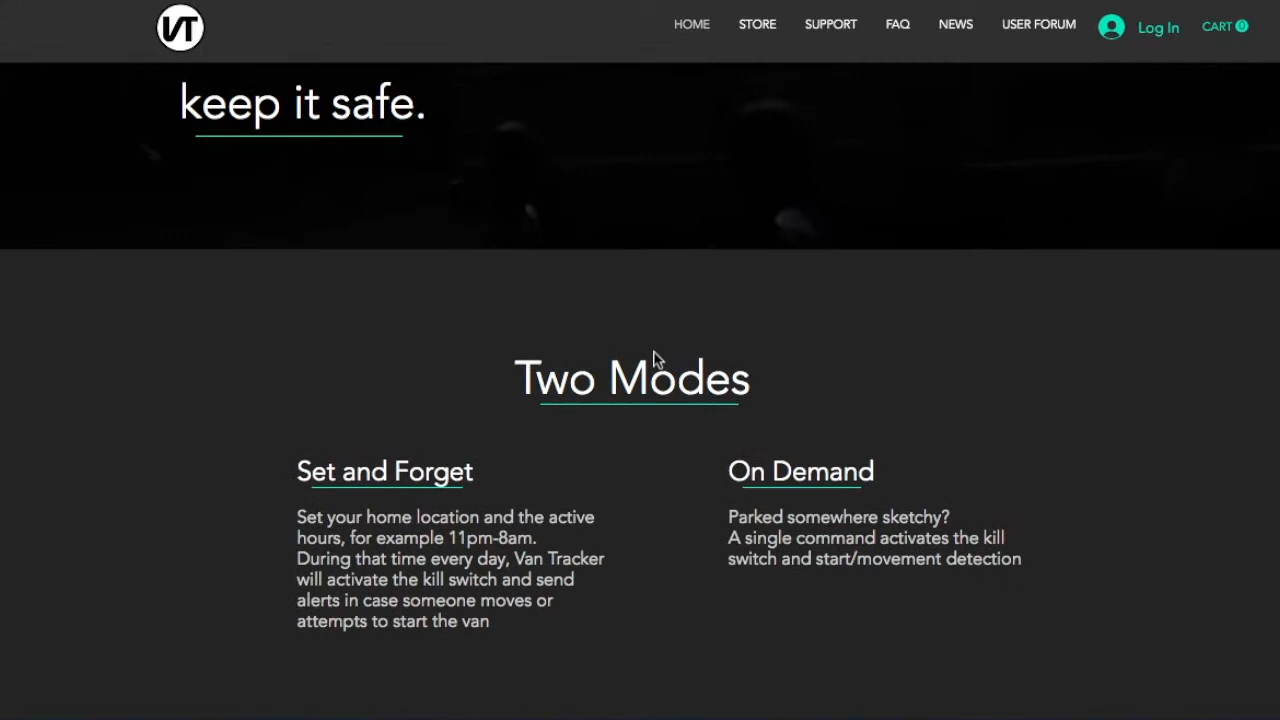 VT
HOME STORE SUPPORT FAQ NEWS USER FORUM Log In CART 0
keep it safe.
Two Modes
Set and Forget
Set your home location and the active
hours, for example 11pm-8am.
During that time every day, Van Tracker
will activate the kill switch and send
alerts in case someone moves or
attempts to start the van
On Demand
Parked somewhere sketchy?
A single command activates the kill
switch and start/movement detection